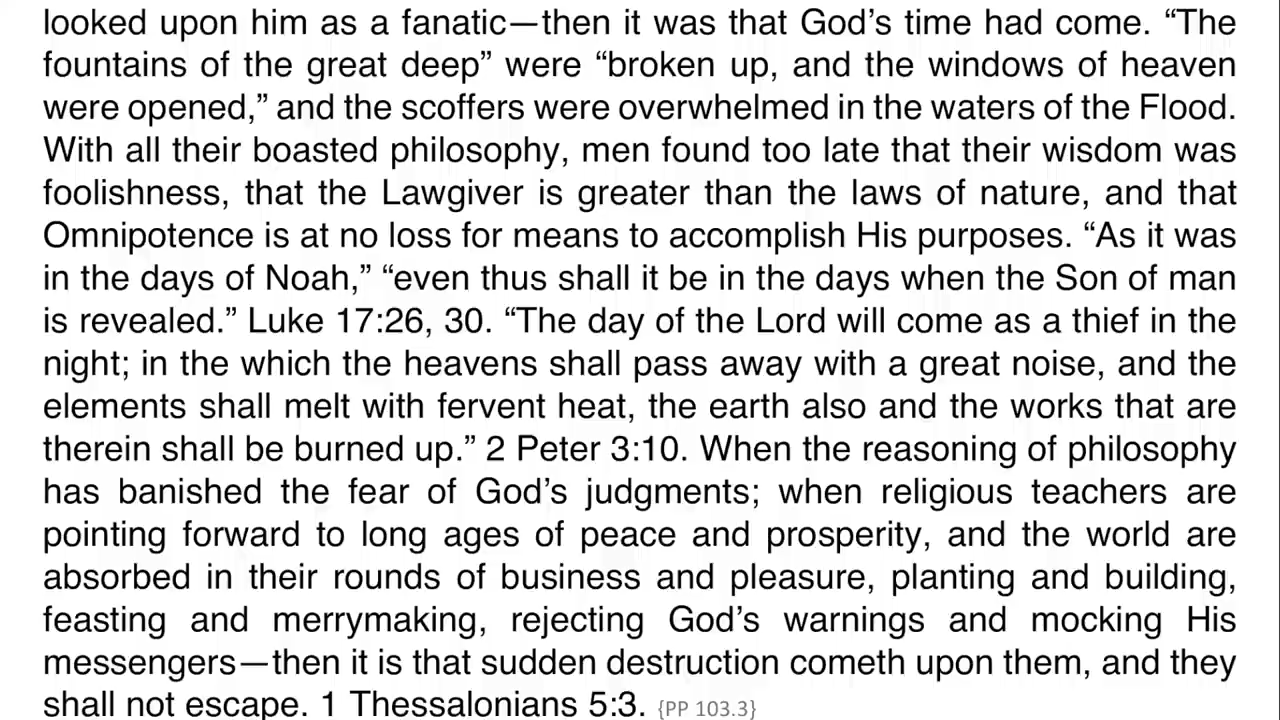 looked upon him as a fanatic—then it was that God’s time had come. “The
fountains of the great deep” were “broken up, and the windows of heaven
were opened,” and the scoffers were overwhelmed in the waters of the Flood.
With all their boasted philosophy, men found too late that their wisdom was
foolishness, that the Lawgiver is greater than the laws of nature, and that
Omnipotence is at no loss for means to accomplish His purposes. “As it was
in the days of Noah,” “even thus shall it be in the days when the Son of man
is revealed.” Luke 17:26, 30. “The day of the Lord will come as a thief in the
night; in the which the heavens shall pass away with a great noise, and the
elements shall melt with fervent heat, the earth also and the works that are
therein shall be burned up.” 2 Peter 3:10. When the reasoning of philosophy
has banished the fear of God’s judgments; when religious teachers are
pointing forward to long ages of peace and prosperity, and the world are
absorbed in their rounds of business and pleasure, planting and building,
feasting and merrymaking, rejecting God’s warnings and mocking His
messengers—then it is that sudden destruction cometh upon them, and they
shall not escape. 1 Thessalonians 5:3. {PP 103.3}